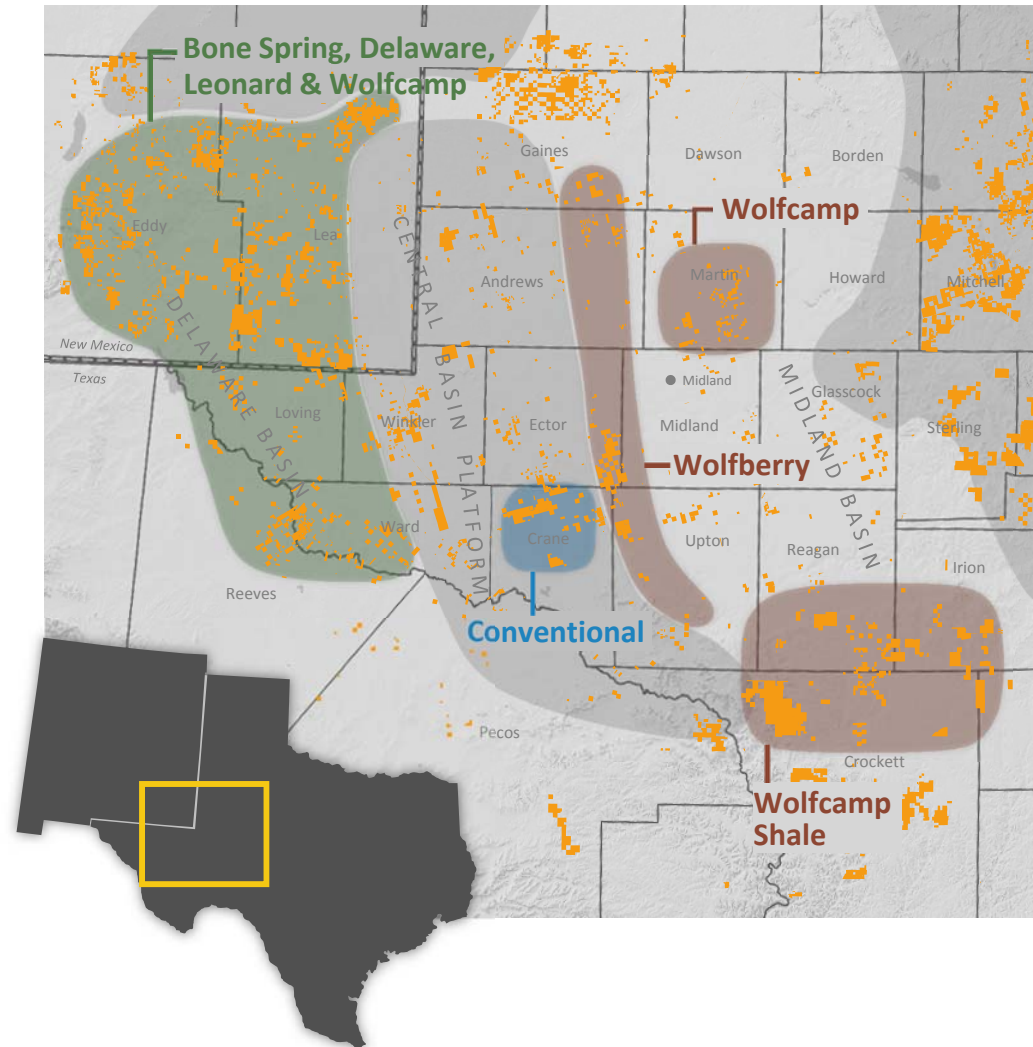 Bone Spring, Delaware,
Leonard & Wolfcamp
Gaines
Dawson
Borden
Wolfcamp
Eddy
Lea
CENTRAL BASIN PLATFORM
Andrews
Martin
Howard
Mitchell
DELAWARE BASIN
New Mexico
Texas
Midland
MIDLAND BASIN
Glasscock
Loving
Winkler
Ector
Midland
Sterling
Wolfberry
Ward
Crane
Upton
Reagan
Irion
Reeves
Conventional
Pecos
Crockett
Wolfcamp
Shale